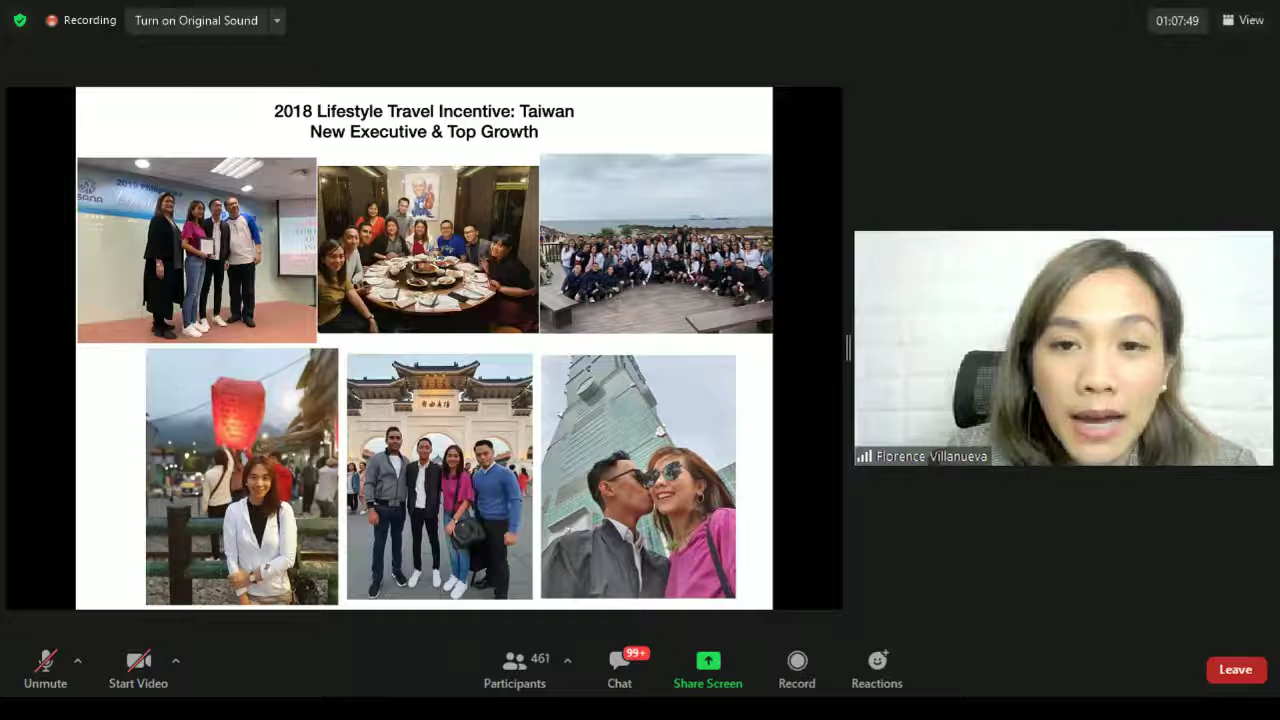 Recording
Turn on Original Sound
01:07:49
View
2018 Lifestyle Travel Incentive: Taiwan
New Executive & Top Growth
Florence Villanueva
Unmute
Start Video
461
Participants
99+
Chat
Share Screen
Record
Reactions
Leave